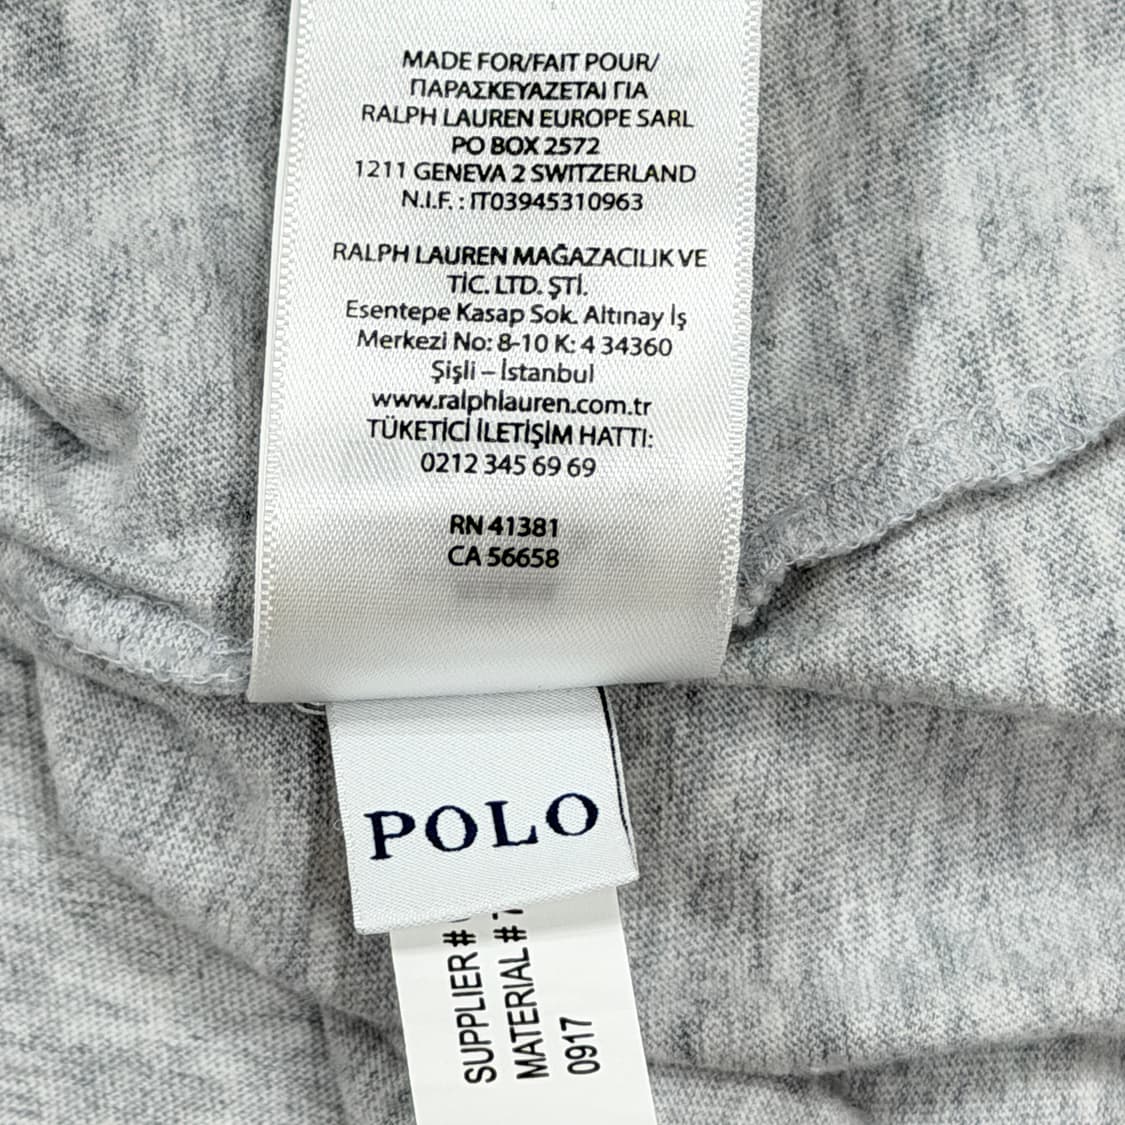 MADE FOR/FAIT POUR/
ΠΑΡΑΣΚΕΥΑΖΕΤΑΙ ΓΙΑ
RALPH LAUREN EUROPE SARL
PO BOX 2572
1211 GENEVA 2 SWITZERLAND
N.I.F. : IT03945310963
RALPH LAUREN MAĞAZACILIK VE
TİC. LTD. ŞTİ.
Esentepe Kasap Sok. Altınay İş
Merkezi No: 8-10 K: 4 34360
Şişli – İstanbul
www.ralphlauren.com.tr
TÜKETİCİ İLETİŞİM HATTI:
0212 345 69 69
RN 41381
CA 56658
POLO
SUPPLIER #
MATERIAL # 7
0917